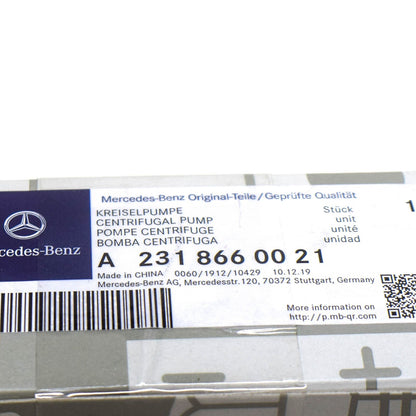 Mercedes-Benz Original-Teile/Geprüfte Qualität
KREISELPUMPE Stück
CENTRIFUGAL PUMP unit
POMPE CENTRIFUGE unité
BOMBA CENTRIFUGA unidad
1
cedes-Benz
A 231 866 00 21
Made in CHINA 0060/1912/10429 10.12.19
Mercedes-Benz AG, Mercedesstr.120, 70372 Stuttgart, Germany
More information on
http://p.mb-qr.com/